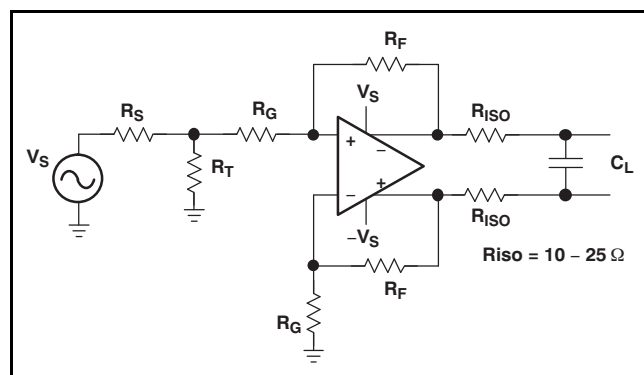 R_F
V_S
R_S
R_G
R_ISO
V_S
+
−
R_T
C_L
−
+
R_ISO
−V_S
Riso = 10 − 25 Ω
R_F
R_G